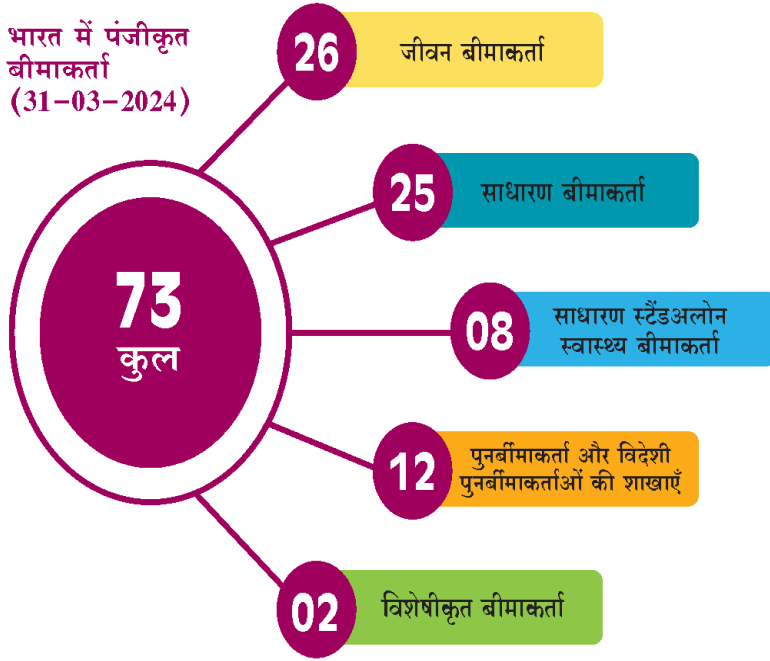 भारत में पंजीकृत
बीमाकर्ता
(31-03-2024)
26
जीवन बीमाकर्ता
25
साधारण बीमाकर्ता
73
कुल
08
साधारण स्टैंडअलोन
स्वास्थ्य बीमाकर्ता
12
पुनर्बीमाकर्ता और विदेशी
पुनर्बीमाकर्ताओं की शाखाएँ
02
विशेषीकृत बीमाकर्ता